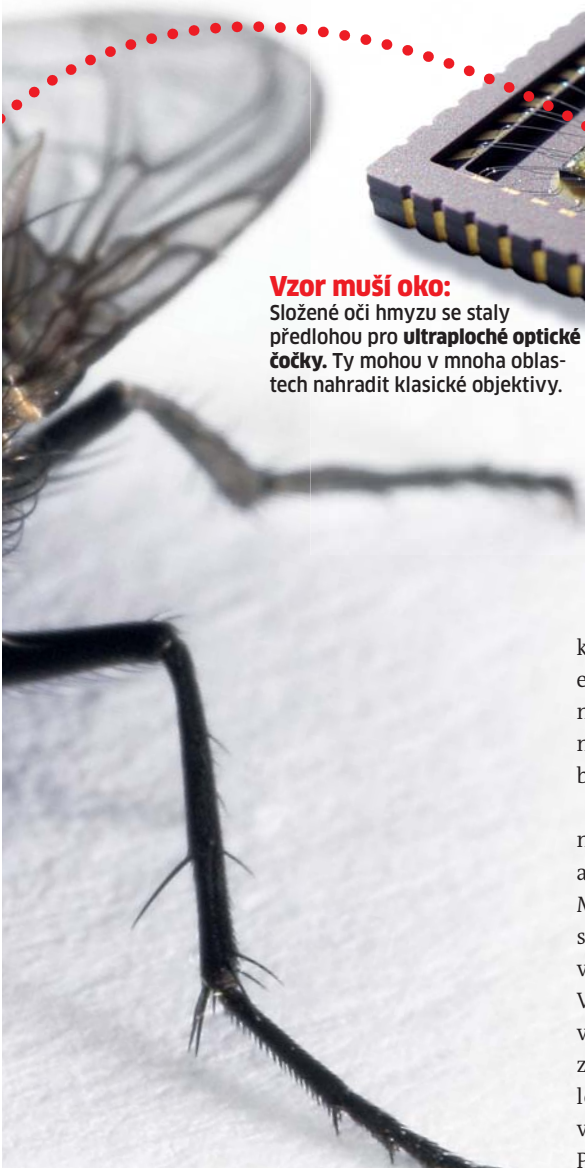 Vzor muší oko:
Složené oči hmyzu se staly
předlohou pro ultraploché optické
čočky. Ty mohou v mnoha oblas-
tech nahradit klasické objektivy.